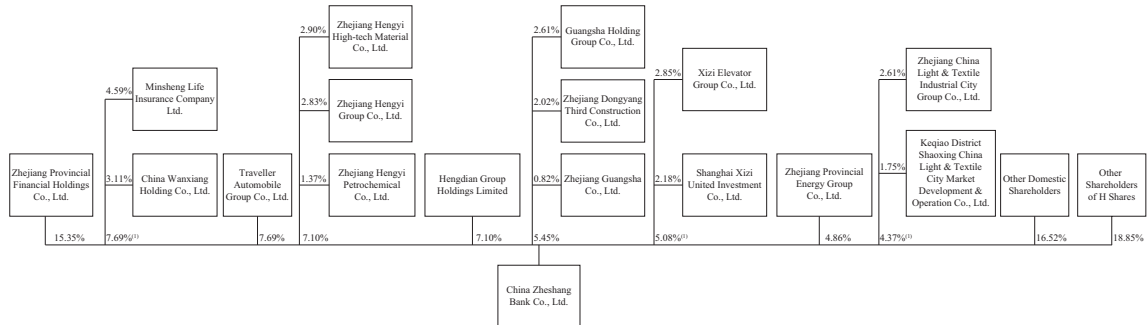 2.90%
Zhejiang Hengyi
High-tech Material
Co., Ltd.
2.61%
Guangsha Holding
Group Co., Ltd.
4.59%
Minsheng Life
Insurance Company
Ltd.
2.83%
Zhejiang Hengyi
Group Co., Ltd.
2.02%
Zhejiang Dongyang
Third Construction
Co., Ltd.
2.85%
Xizi Elevator
Group Co., Ltd.
2.61%
Zhejiang China
Light & Textile
Industrial City
Group Co., Ltd.
Zhejiang Provincial
Financial Holdings
Co., Ltd.
3.11%
China Wanxiang
Holding Co., Ltd.
Traveller
Automobile
Group Co., Ltd.
1.37%
Zhejiang Hengyi
Petrochemical Co.,
Ltd.
Hengdian Group
Holdings Limited
0.82%
Zhejiang Guangsha
Co., Ltd.
2.18%
Shanghai Xizi
United Investment
Co., Ltd.
Zhejiang Provincial
Energy Group Co.,
Ltd.
1.75%
Keqiao District
Shaoxing China
Light & Textile
City Market
Development &
Operation Co., Ltd.
Other Domestic
Shareholders
Other
Shareholders
of H Shares
15.35%
7.69%
7.69%
7.10%
7.10%
5.45%
5.08%
4.86%
4.37%
16.52%
18.85%
China Zheshang
Bank Co., Ltd.